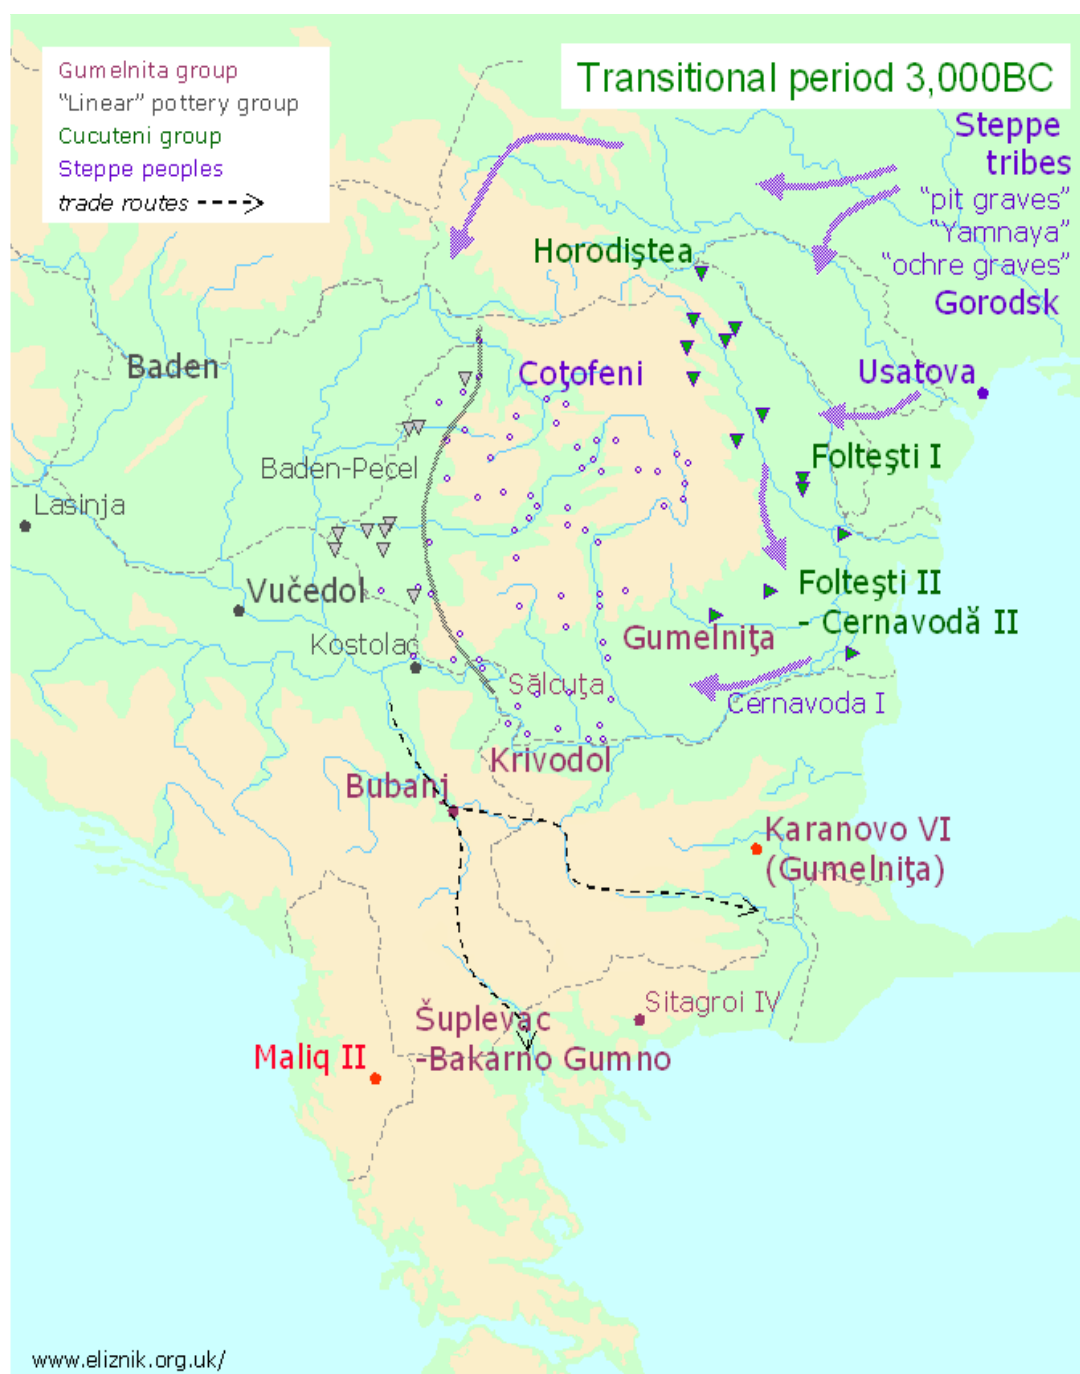 Gumelnita group
"Linear" pottery group
Cucuteni group
Steppe peoples
trade routes
Transitional period 3,000BC
Steppe
tribes
"pit graves"
"Yamnaya"
"ochre graves"
Gorodsk
Horodiştea
Baden
Coţofeni
Usatova
Baden-Pecel
Folteşti I
Lasinja
Vučedol
Folteşti II
- Cernavodă II
Kostolac
Gumelniţa
Sălcuţa
Cernavoda I
Krivodol
Bubanj
Karanovo VI
(Gumelniţa)
Sitagroi IV
Šuplevac
-Bakarno Gumno
Maliq II
www.eliznik.org.uk/